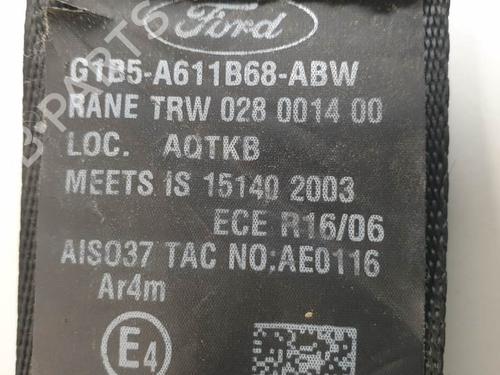 Ford
G1B5-A611B68-ABW
RANE TRW 028 0014 00
LOC. AQTKB
MEETS IS 15140 2003
ECE R16/06
AISO37 TAC NO;AE0116
Ar4m
E4